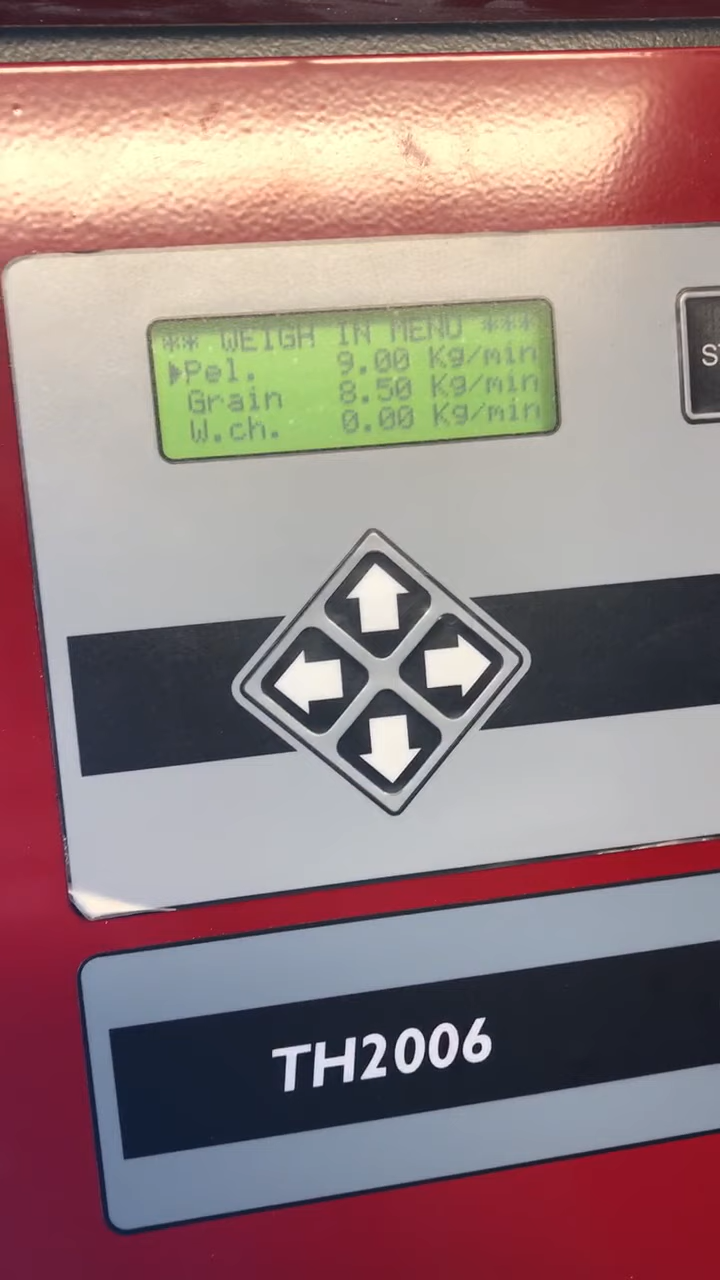 ** WEIGH IN MENU ***
Pel. 9.00 Kg/min
Grain 8.50 Kg/min
W.ch. 0.00 Kg/min
TH2006